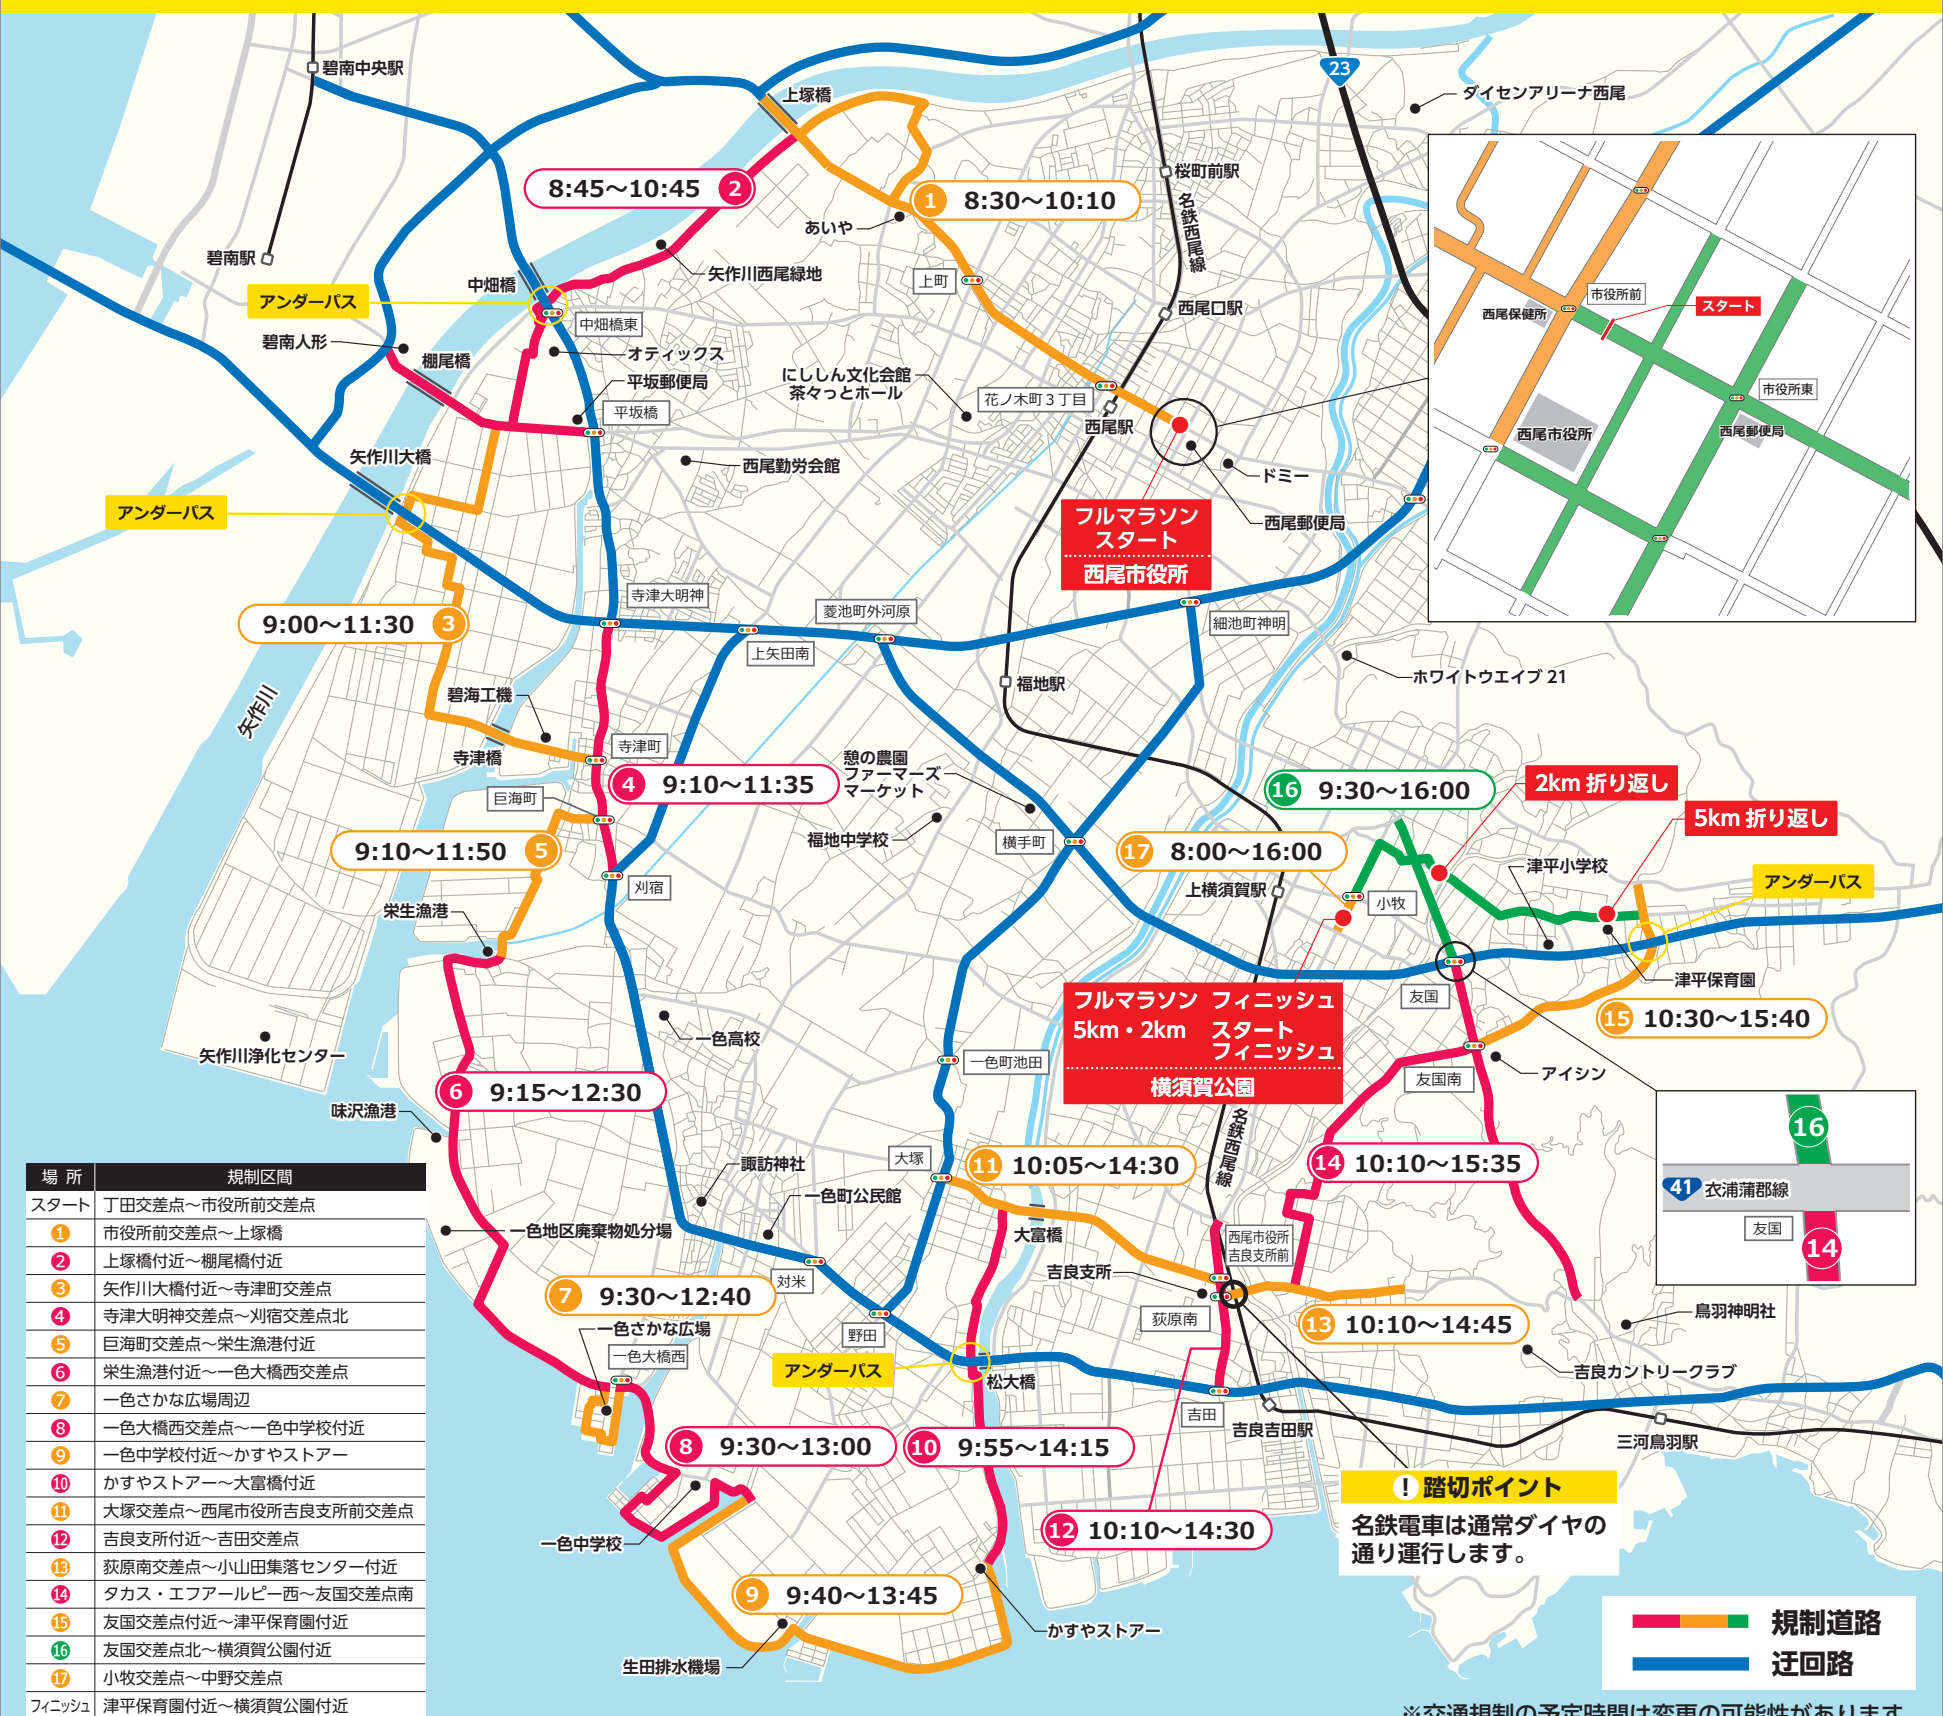 碧南中央駅
上塚橋
23
ダイセンアリーナ西尾
8:45～10:45 2
1 8:30～10:10
桜町前駅
名鉄西尾線
あいや
碧南駅
中畑橋
矢作川西尾緑地
上町
アンダーパス
西尾口駅
中畑橋東
碧南人形
棚尾橋
オティックス
平坂郵便局
平坂橋
にししん文化会館
茶々っとホール
花ノ木町３丁目
西尾駅
市役所前
スタート
西尾保健所
市役所東
西尾市役所
西尾郵便局
矢作川大橋
西尾勤労会館
ドミー
アンダーパス
フルマラソン
スタート
西尾市役所
西尾郵便局
寺津大明神
菱池町外河原
9:00～11:30 3
上矢田南
細池町神明
ホワイトウエイブ 21
福地駅
矢作川
碧海工機
寺津橋
寺津町
憩の農園
ファーマーズ
マーケット
4 9:10～11:35
巨海町
16 9:30～16:00
2km 折り返し
5km 折り返し
9:10～11:50 5
福地中学校
横手町
17 8:00～16:00
津平小学校
アンダーパス
刈宿
上横須賀駅
小牧
栄生漁港
津平保育園
友国
フルマラソン フィニッシュ
5km・2km スタート
フィニッシュ
横須賀公園
15 10:30～15:40
矢作川浄化センター
一色高校
一色町池田
アイシン
友国南
6 9:15～12:30
味沢漁港
名鉄西尾線
16
41 衣浦蒲郡線
友国
14
諏訪神社
大塚
11 10:05～14:30
14 10:10～15:35
一色町公民館
一色地区廃棄物処分場
大富橋
西尾市役所
吉良支所前
吉良支所
対米
7 9:30～12:40
荻原南
13 10:10～14:45
鳥羽神明社
一色さかな広場
野田
一色大橋西
アンダーパス
松大橋
吉良カントリークラブ
吉田
吉良吉田駅
三河鳥羽駅
8 9:30～13:00
10 9:55～14:15
! 踏切ポイント
名鉄電車は通常ダイヤの
通り運行します。
12 10:10～14:30
一色中学校
9 9:40～13:45
かすやストアー
生田排水機場
規制道路
迂回路
※交通規制の予定時間は変更の可能性があります
場 所 規制区間
スタート 丁田交差点～市役所前交差点
1 市役所前交差点～上塚橋
2 上塚橋付近～棚尾橋付近
3 矢作川大橋付近～寺津町交差点
4 寺津大明神交差点～刈宿交差点北
5 巨海町交差点～栄生漁港付近
6 栄生漁港付近～一色大橋西交差点
7 一色さかな広場周辺
8 一色大橋西交差点～一色中学校付近
9 一色中学校付近～かすやストアー
10 かすやストアー～大富橋付近
11 大塚交差点～西尾市役所吉良支所前交差点
12 吉良支所付近～吉田交差点
13 荻原南交差点～小山田集落センター付近
14 タカス・エフアールピー西～友国交差点南
15 友国交差点付近～津平保育園付近
16 友国交差点北～横須賀公園付近
17 小牧交差点～中野交差点
フィニッシュ 津平保育園付近～横須賀公園付近